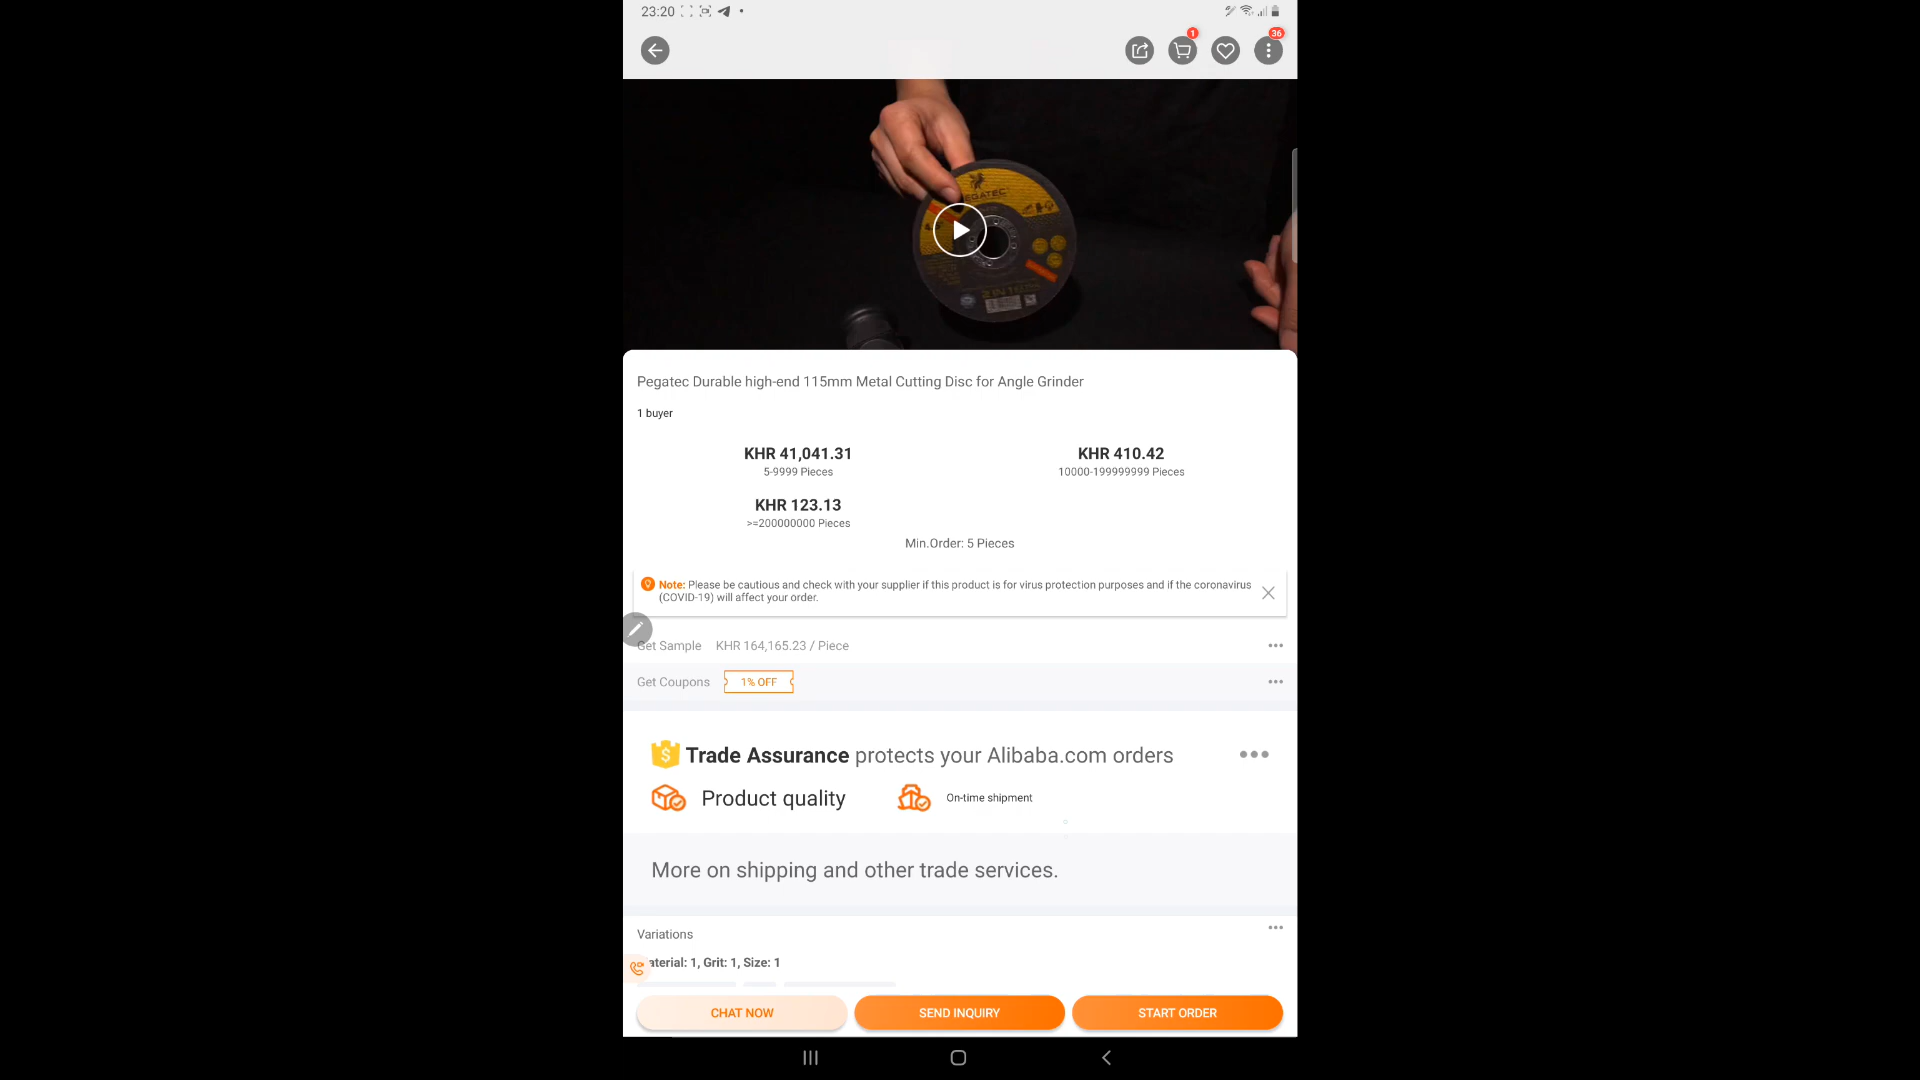 23:20
1
36
Pegatec Durable high-end 115mm Metal Cutting Disc for Angle Grinder
1 buyer
KHR 41,041.31
5-9999 Pieces
KHR 410.42
10000-199999999 Pieces
KHR 123.13
>=200000000 Pieces
Min.Order: 5 Pieces
Note: Please be cautious and check with your supplier if this product is for virus protection purposes and if the coronavirus
(COVID-19) will affect your order.
Get Sample KHR 164,165.23 / Piece
Get Coupons 1% OFF
Trade Assurance protects your Alibaba.com orders
Product quality
On-time shipment
More on shipping and other trade services.
Variations
aterial: 1, Grit: 1, Size: 1
CHAT NOW
SEND INQUIRY
START ORDER